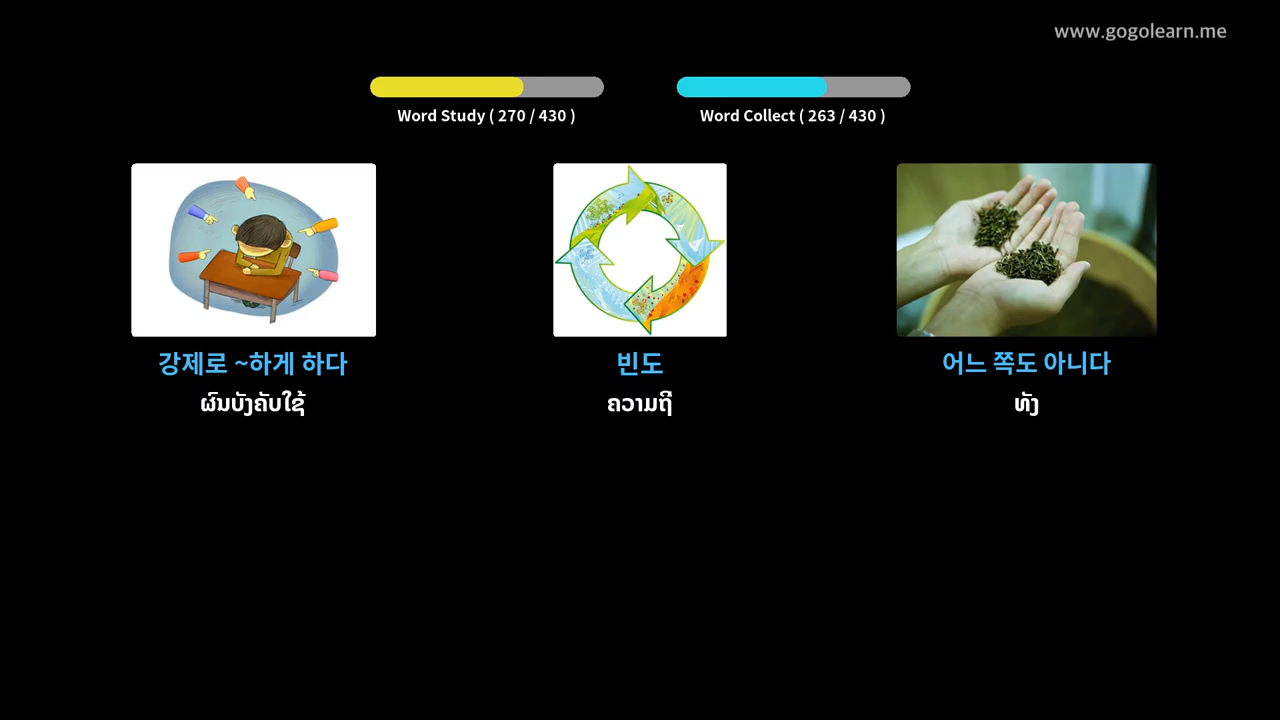 www.gogolearn.me
Word Study ( 270 / 430 )
Word Collect ( 263 / 430 )
강제로 ~하게 하다
빈도
어느 쪽도 아니다
ຜົນບັງຄັບໃຊ້
ຄວາມຖີ່
ທັງ